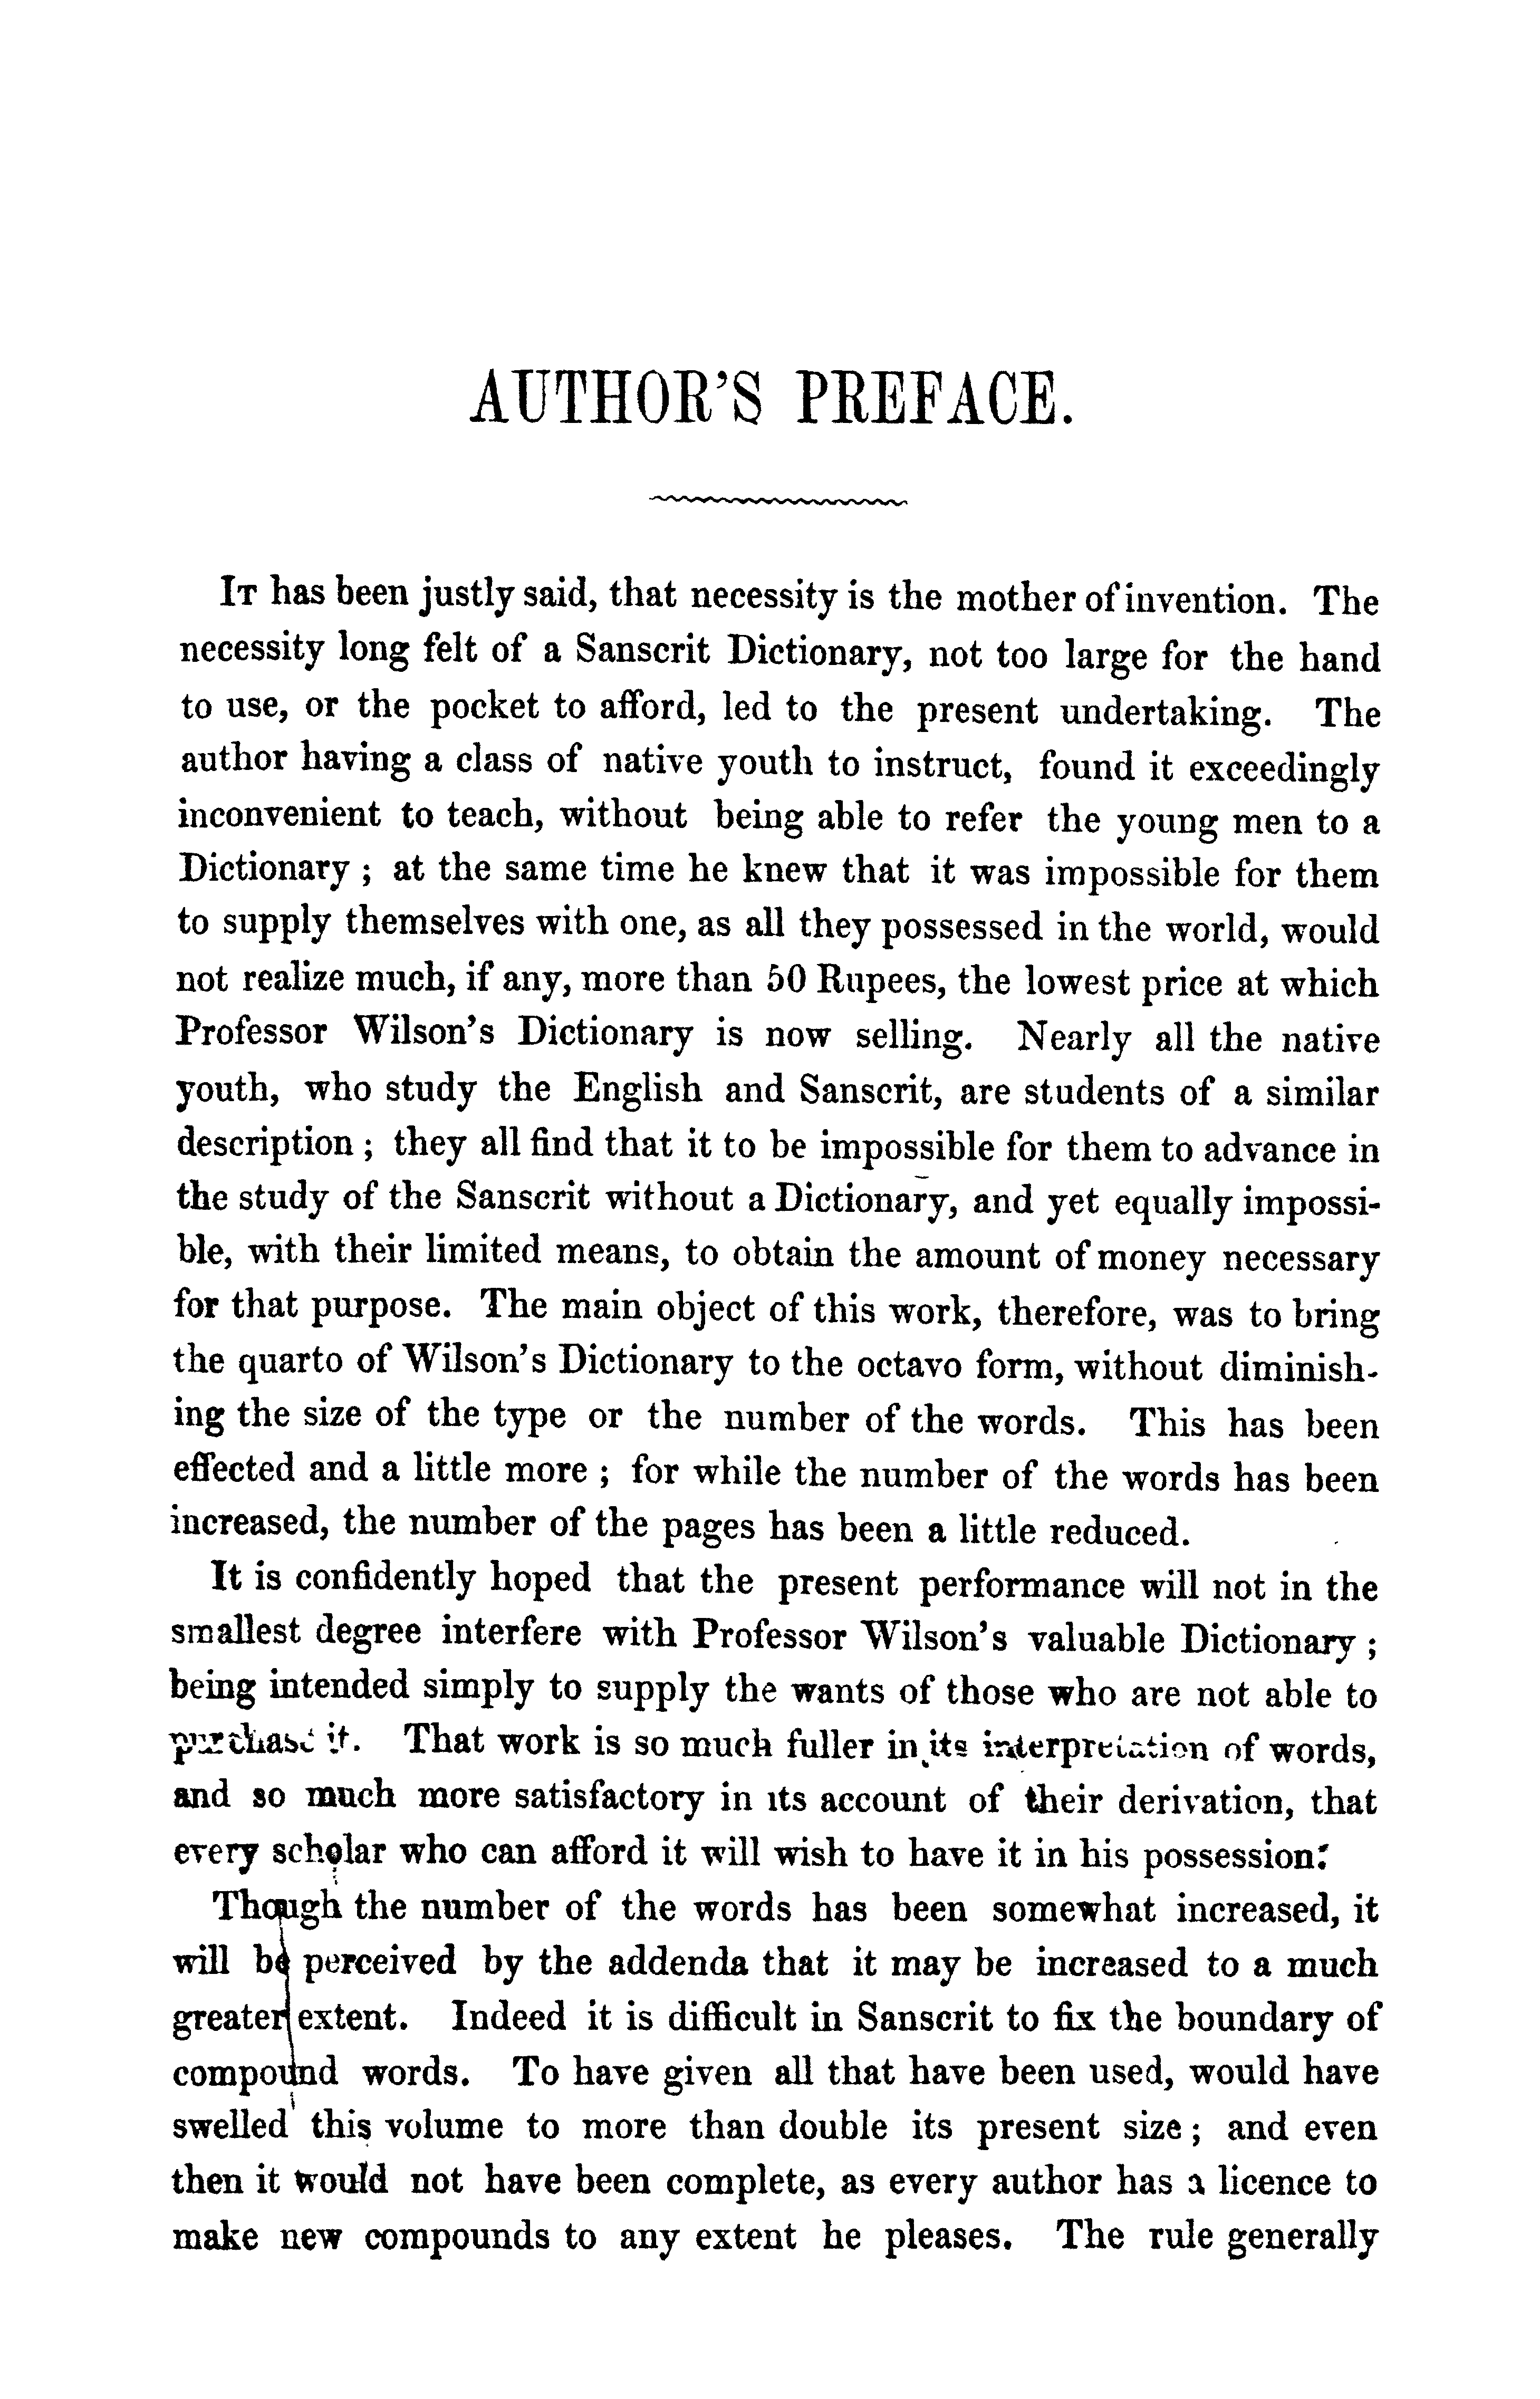 AUTHOR'S PREFACE.
IT has been justly said, that necessity is the mother of invention. The
necessity long felt of a Sanscrit Dictionary, not too large for the hand
to use, or the pocket to afford, led to the present undertaking. The
author having a class of native youth to instruct, found it exceedingly
inconvenient to teach, without being able to refer the young men to a
Dictionary ; at the same time he knew that it was impossible for them
to supply themselves with one, as all they possessed in the world, would
not realize much, if any, more than 50 Rupees, the lowest price at which
Professor Wilson's Dictionary is now selling. Nearly all the native
youth, who study the English and Sanscrit, are students of a similar
description ; they all find that it to be impossible for them to advance in
the study of the Sanscrit without a Dictionary, and yet equally impossi-
ble, with their limited means, to obtain the amount of money necessary
for that purpose. The main object of this work, therefore, was to bring
the quarto of Wilson's Dictionary to the octavo form, without diminish-
ing the size of the type or the number of the words. This has been
effected and a little more ; for while the number of the words has been
increased, the number of the pages has been a little reduced.
It is confidently hoped that the present performance will not in the
smallest degree interfere with Professor Wilson's valuable Dictionary ;
being intended simply to supply the wants of those who are not able to
purchase it. That work is so much fuller in its interpretation of words,
and so much more satisfactory in its account of their derivation, that
every scholar who can afford it will wish to have it in his possession.
Though the number of the words has been somewhat increased, it
will be perceived by the addenda that it may be increased to a much
greater extent. Indeed it is difficult in Sanscrit to fix the boundary of
compound words. To have given all that have been used, would have
swelled this volume to more than double its present size ; and even
then it would not have been complete, as every author has a licence to
make new compounds to any extent he pleases. The rule generally